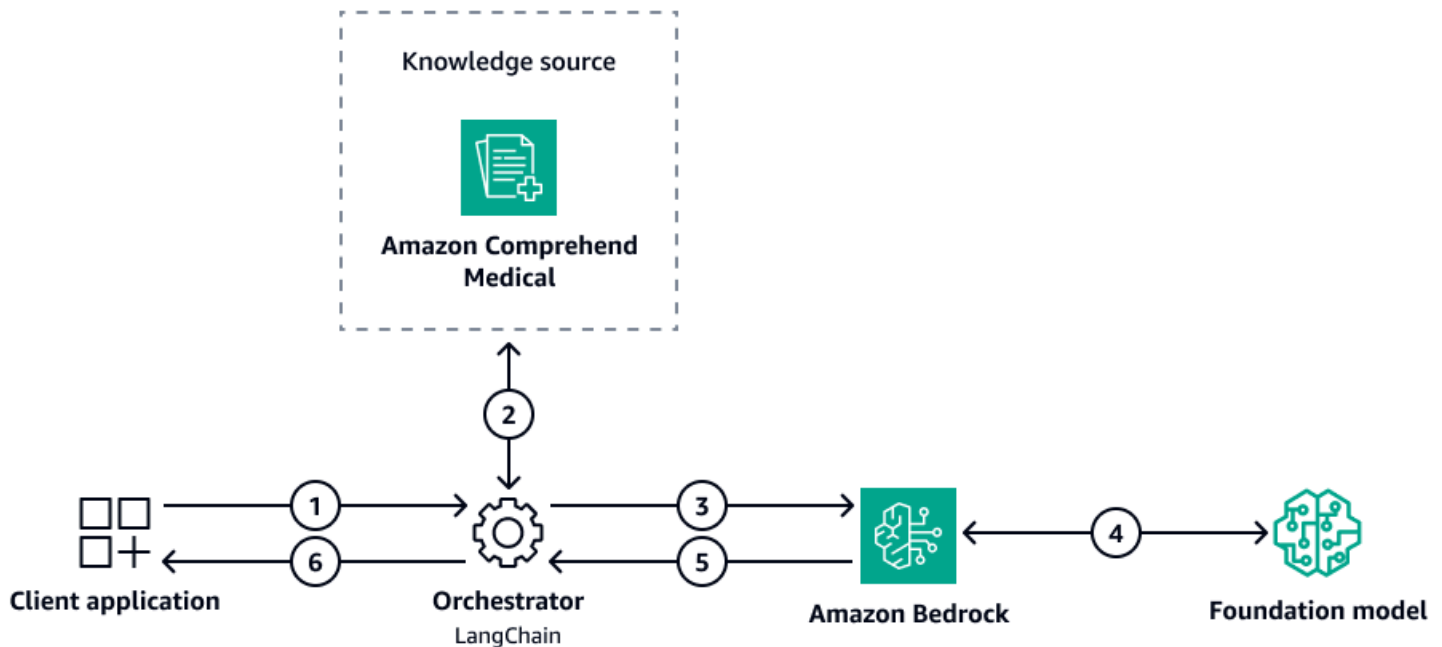 Knowledge source
Amazon Comprehend
Medical
2
1
3
4
6
5
Client application
Orchestrator
LangChain
Amazon Bedrock
Foundation model